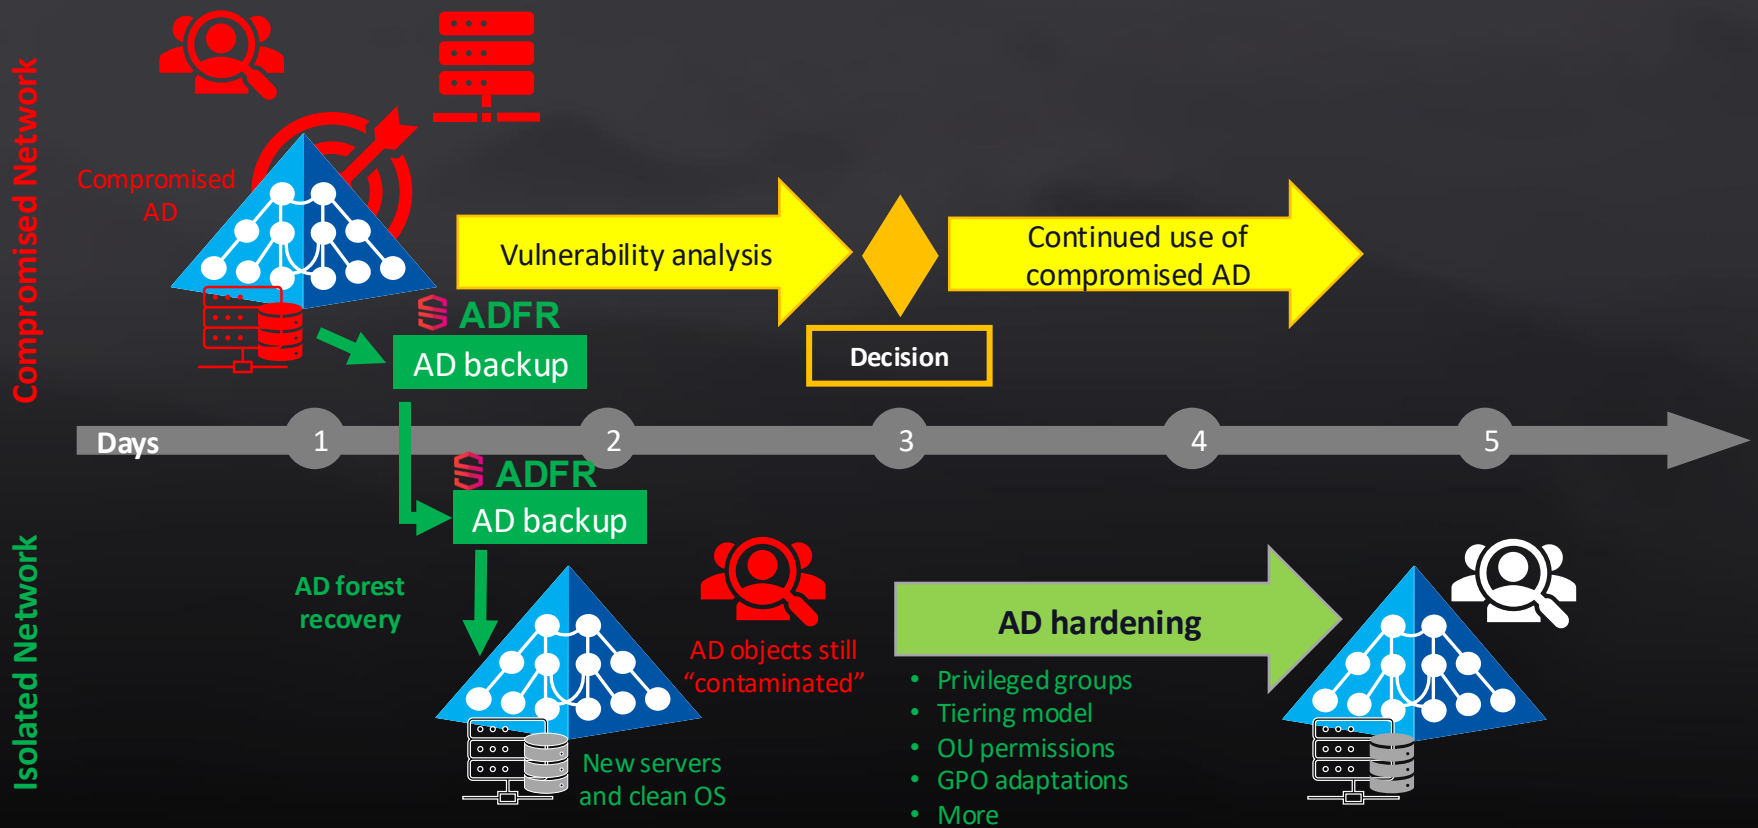 Compromised Network
Compromised
AD
Vulnerability analysis
Continued use of
compromised AD
ADFR
AD backup
Decision
Days
1
2
3
4
5
ADFR
AD backup
Isolated Network
AD forest
recovery
AD objects still
“contaminated”
New servers
and clean OS
AD hardening
• Privileged groups
• Tiering model
• OU permissions
• GPO adaptations
• More